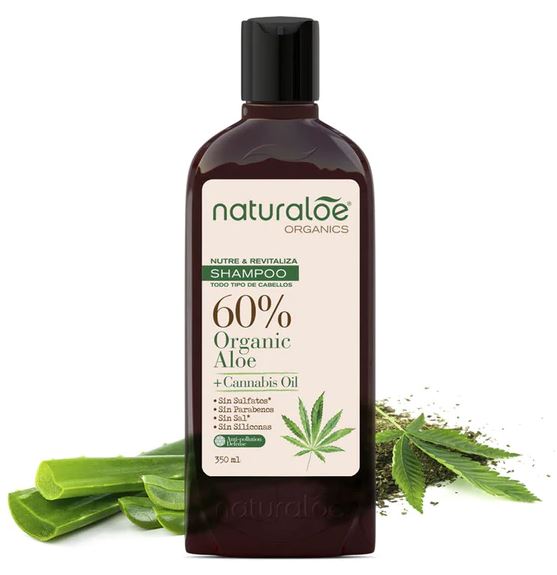 naturaloe®
ORGANICS
NUTRE & REVITALIZA
SHAMPOO
TODO TIPO DE CABELLOS
60%
Organic
Aloe
+Cannabis Oil
• Sin Sulfatos*
• Sin Parabenos
• Sin Sal*
• Sin Siliconas
Anti-pollution
Defense
350 ml
naturaloe